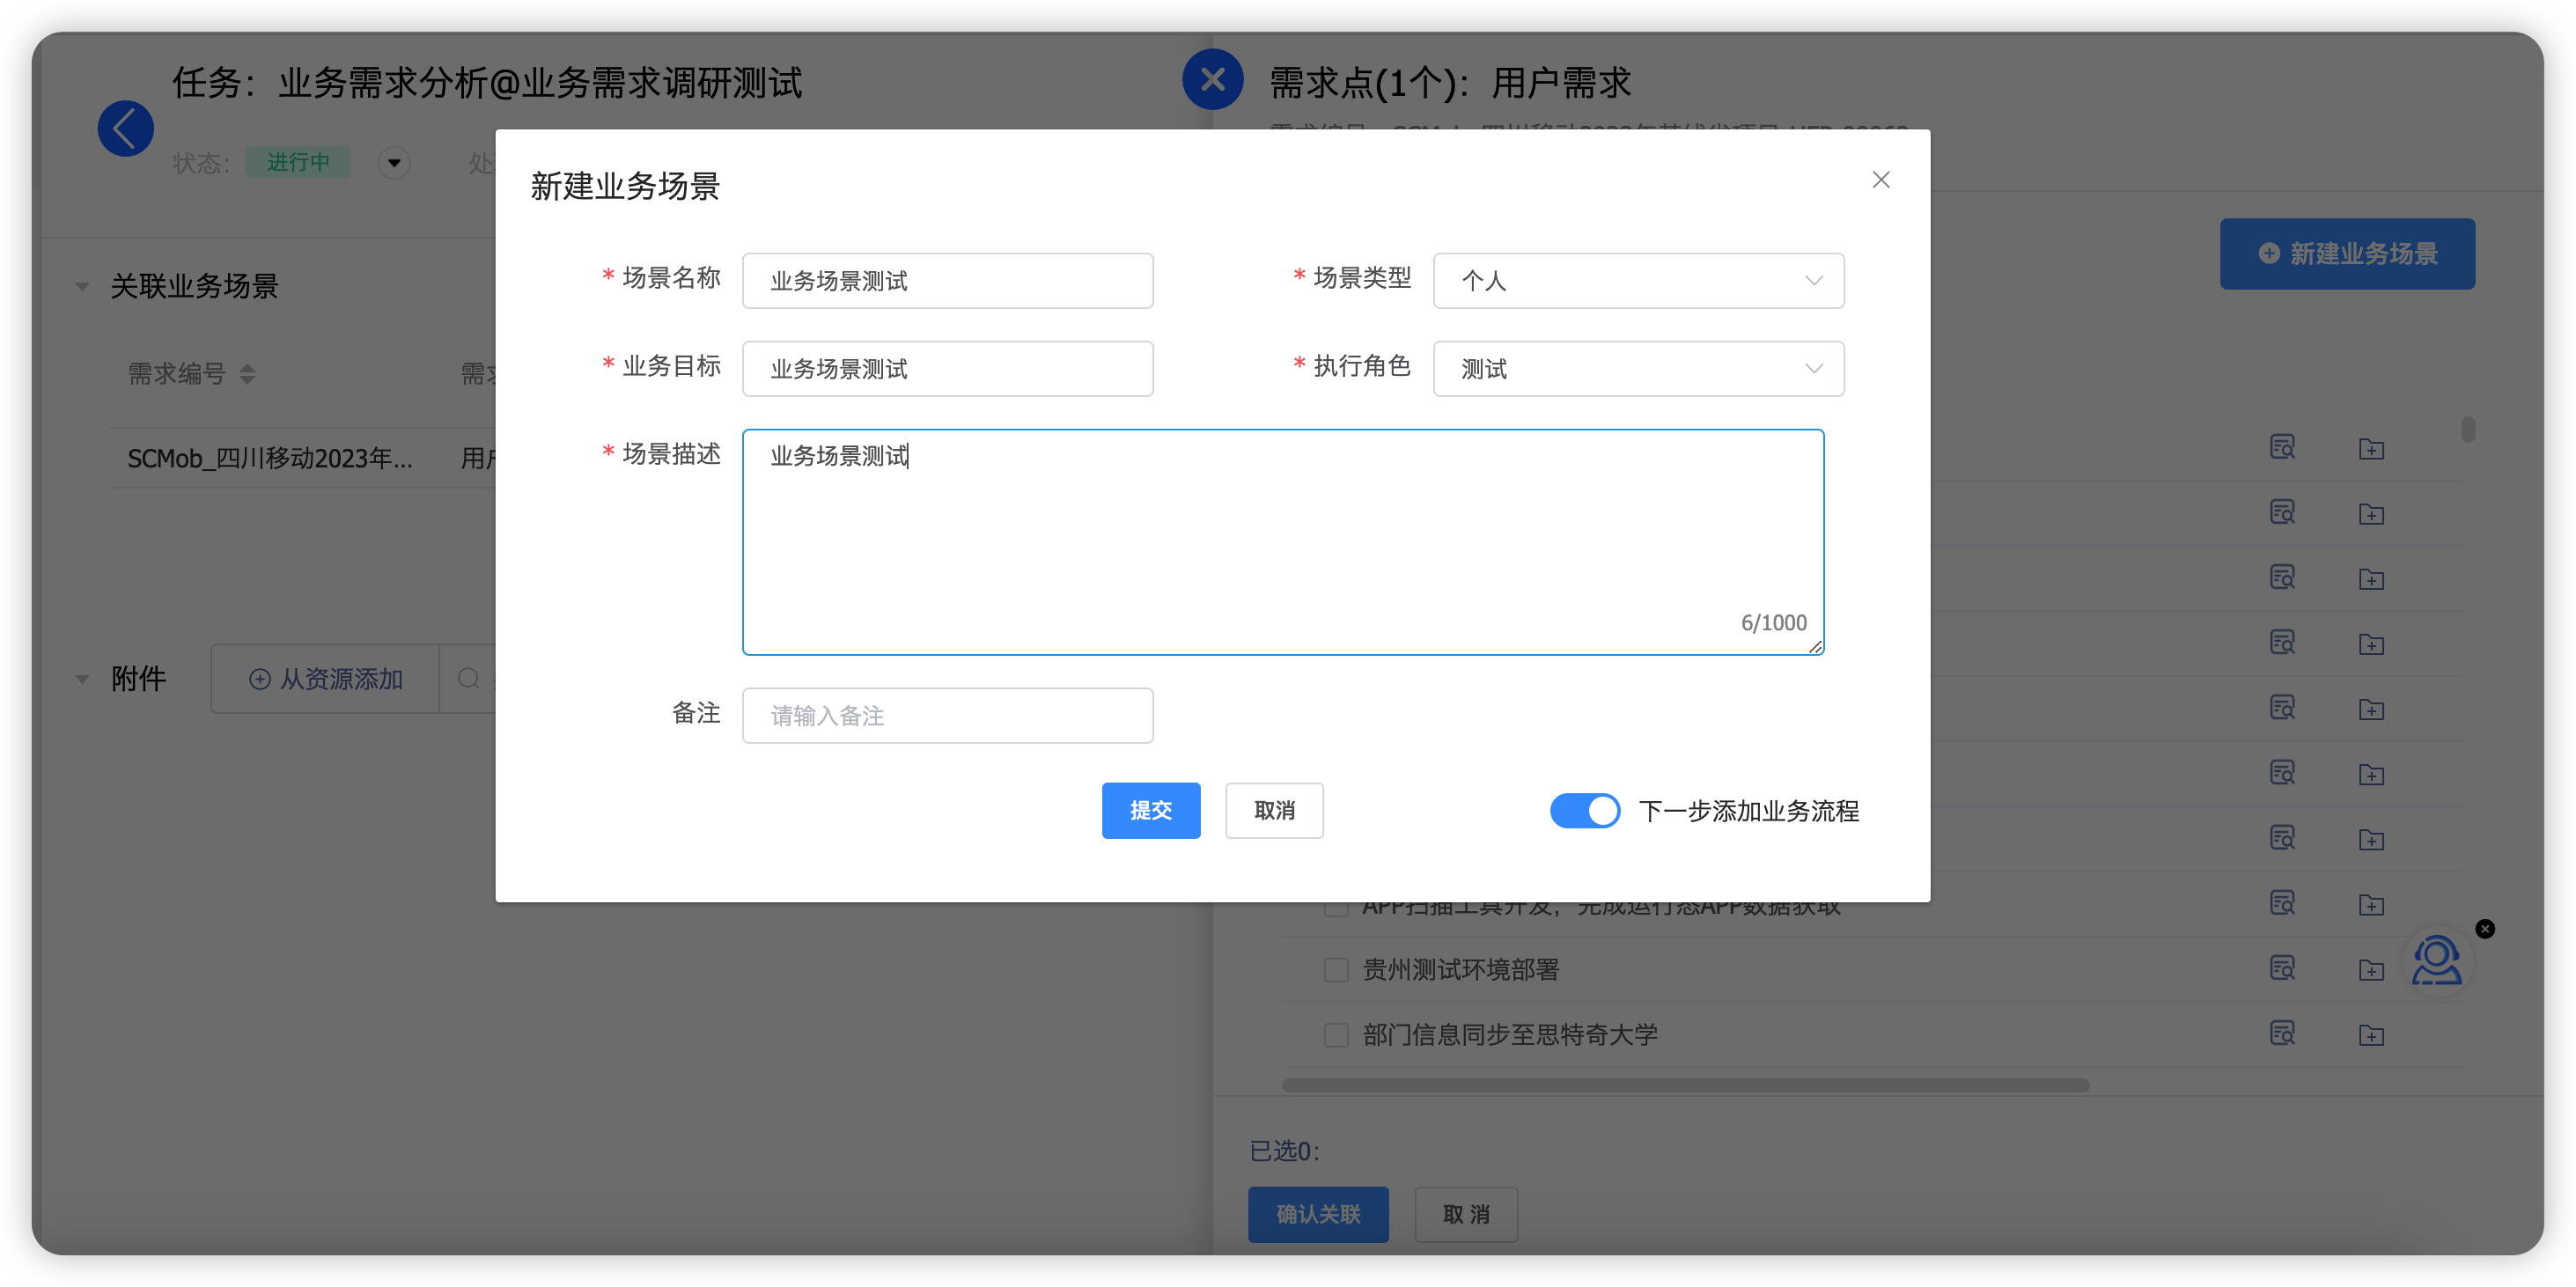 任务：业务需求分析@业务需求调研测试
状态：
进行中
关联业务场景
需求编号
SCMob_四川移动2023年...
附件
从资源添加
需求点(1个)：用户需求
新建业务场景
新建业务场景
* 场景名称
业务场景测试
* 场景类型
个人
* 业务目标
业务场景测试
* 执行角色
测试
* 场景描述
业务场景测试
6/1000
备注
请输入备注
提交
取消
下一步添加业务流程
APP扫描工具开发，完成运行态APP数据获取
贵州测试环境部署
部门信息同步至思特奇大学
已选0：
确认关联
取 消